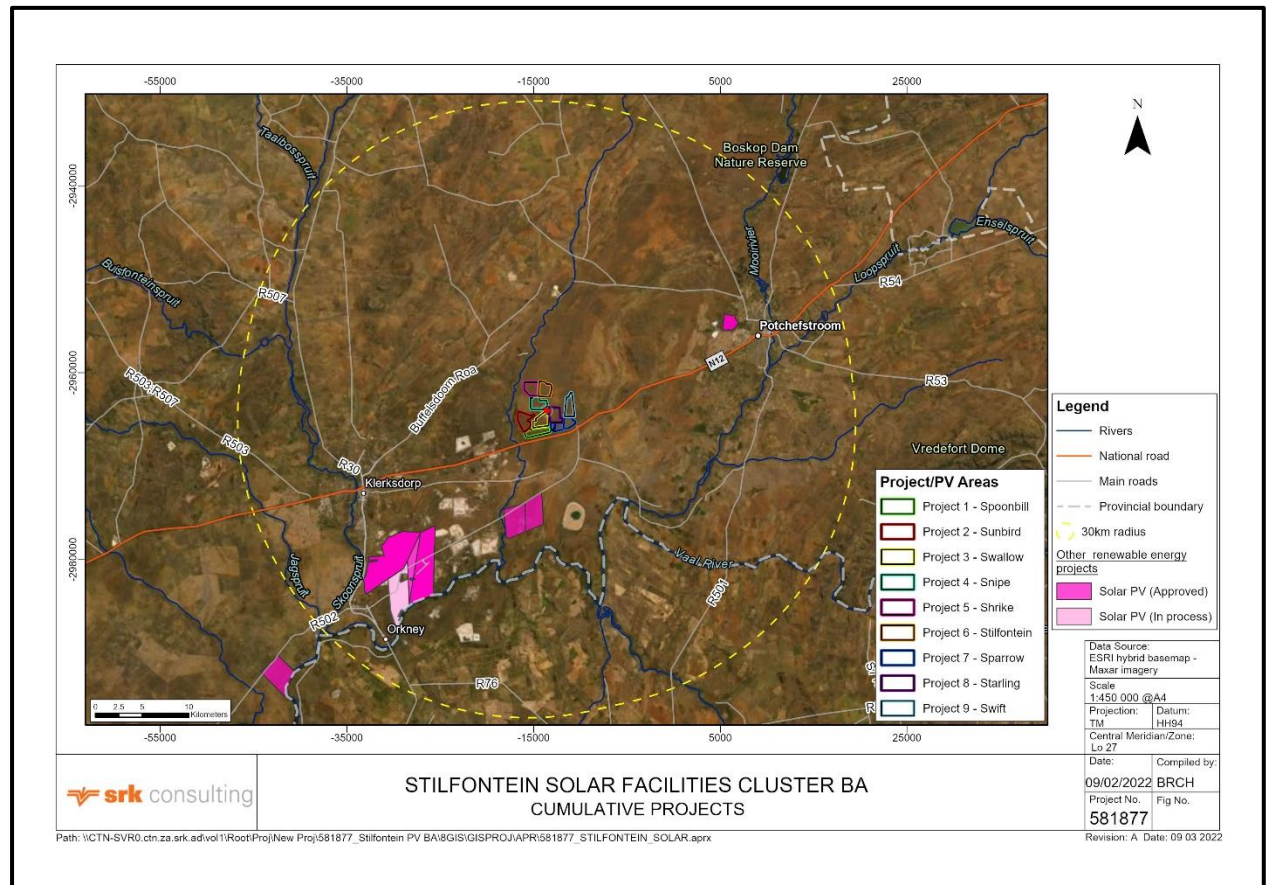 -55000 -35000 -15000 5000 25000
N
-2940000
-2960000
-2980000
Taaibosspruit
Boskop Dam
Nature Reserve
Enselspruit
Mooirivier
Loopspruit
Buisfonteinspruit
R507
R54
Potchefstroom
N12
R53
R503,R507
Buffelsdoorn Roa
R503
R30
Klerksdorp
Vredefort Dome
Vaal River
R501
Jagspruit
Skoonspruit
R502
Orkney
R76
0 2.5 5 10
Kilometers
-55000 -35000 -15000 5000 25000
Legend
Rivers
National road
Main roads
Provincial boundary
30km radius
Other renewable energy
projects
Solar PV (Approved)
Solar PV (In process)
Project/PV Areas
Project 1 - Spoonbill
Project 2 - Sunbird
Project 3 - Swallow
Project 4 - Snipe
Project 5 - Shrike
Project 6 - Stilfontein
Project 7 - Sparrow
Project 8 - Starling
Project 9 - Swift
Data Source:
ESRI hybrid basemap -
Maxar imagery
Scale
1:450 000 @A4
Projection: Datum:
TM HH94
Central Meridian/Zone:
Lo 27
Date: Compiled by:
09/02/2022 BRCH
Project No. Fig No.
581877
srk consulting
STILFONTEIN SOLAR FACILITIES CLUSTER BA
CUMULATIVE PROJECTS
Path: \\CTN-SVR0.ctn.za.srk.ad\vol1\Root\Proj\New Proj\581877_Stilfontein PV BA\8GIS\GISPROJ\APR\581877_STILFONTEIN_SOLAR.aprx
Revision: A Date: 09 03 2022